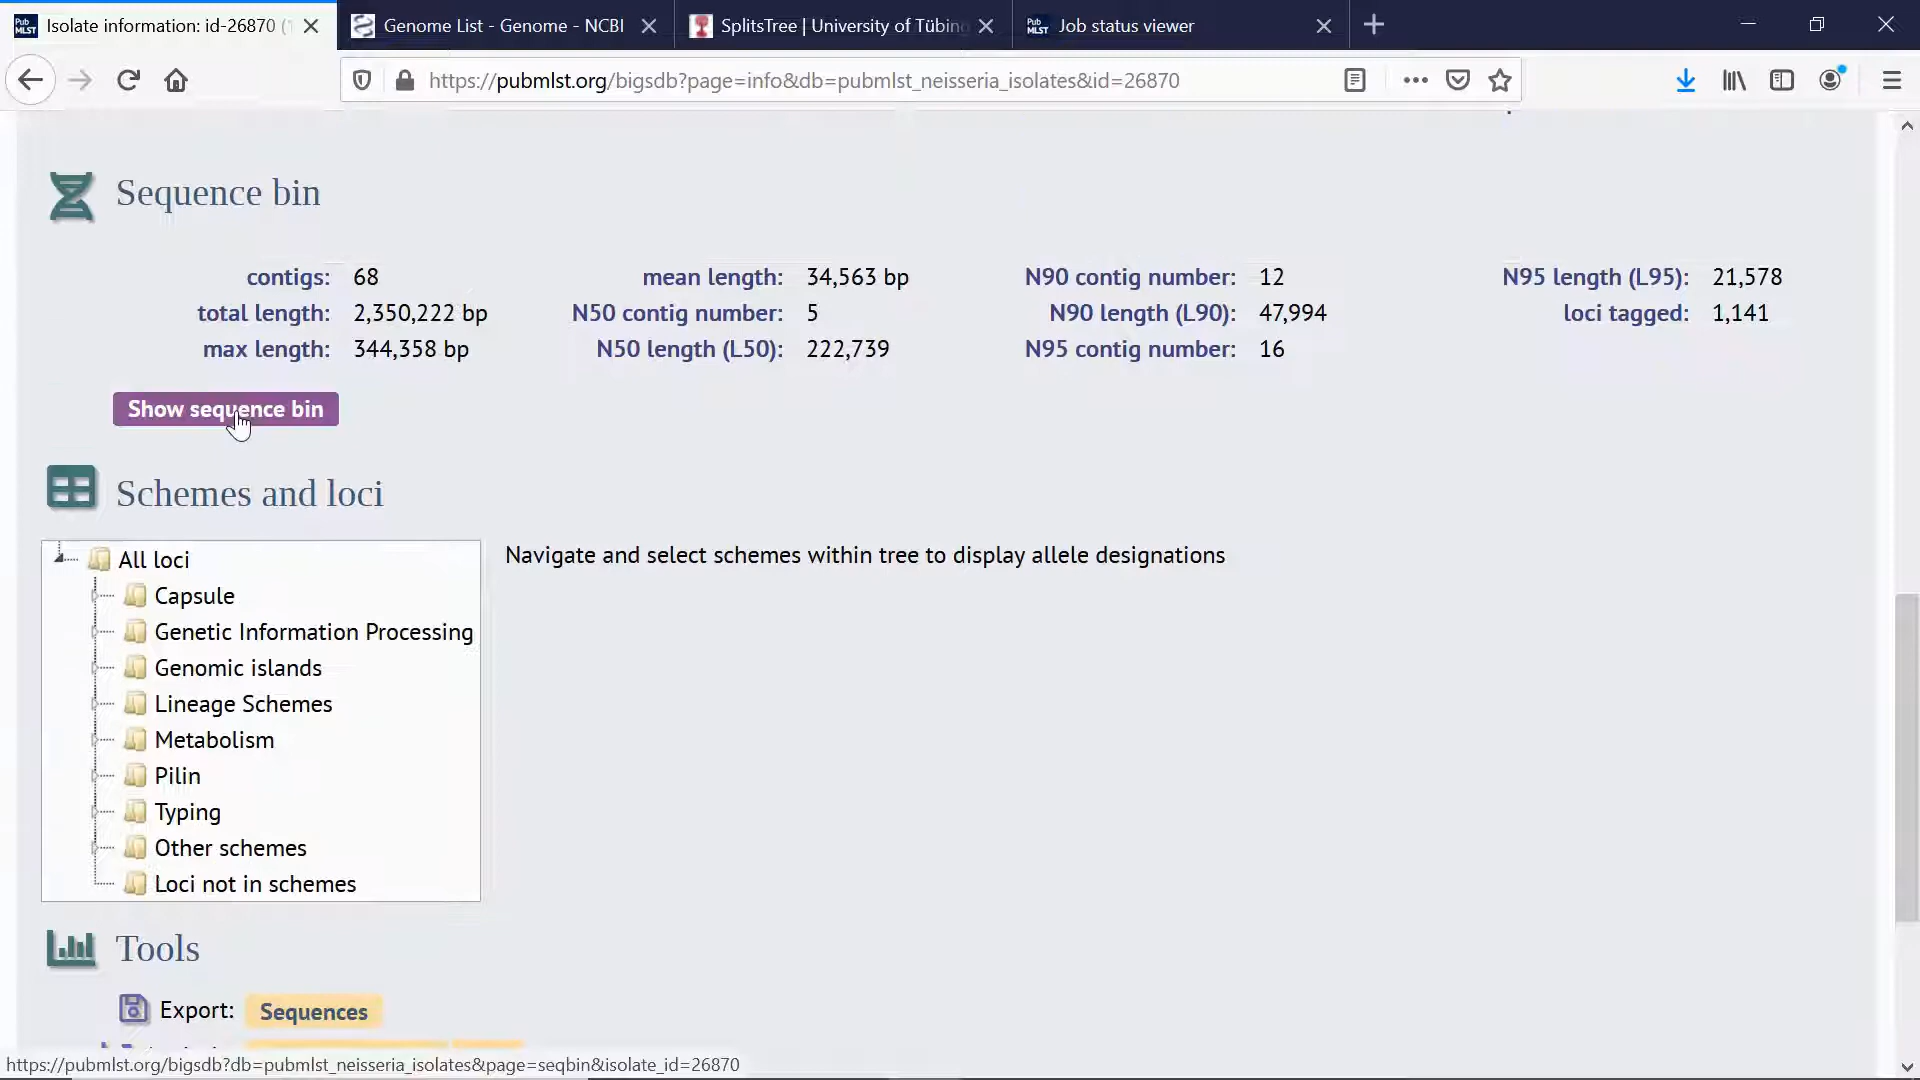 Isolate information: id-26870 (
Genome List - Genome - NCBI
SplitsTree | University of Tübing
Job status viewer
https://pubmlst.org/bigsdb?page=info&db=pubmlst_neisseria_isolates&id=26870
Sequence bin
contigs: 68
mean length: 34,563 bp
N90 contig number: 12
N95 length (L95): 21,578
total length: 2,350,222 bp
N50 contig number: 5
N90 length (L90): 47,994
loci tagged: 1,141
max length: 344,358 bp
N50 length (L50): 222,739
N95 contig number: 16
Show sequence bin
Schemes and loci
All loci
Capsule
Genetic Information Processing
Genomic islands
Lineage Schemes
Metabolism
Pilin
Typing
Other schemes
Loci not in schemes
Navigate and select schemes within tree to display allele designations
Tools
Export: Sequences
https://pubmlst.org/bigsdb?db=pubmlst_neisseria_isolates&page=seqbin&isolate_id=26870